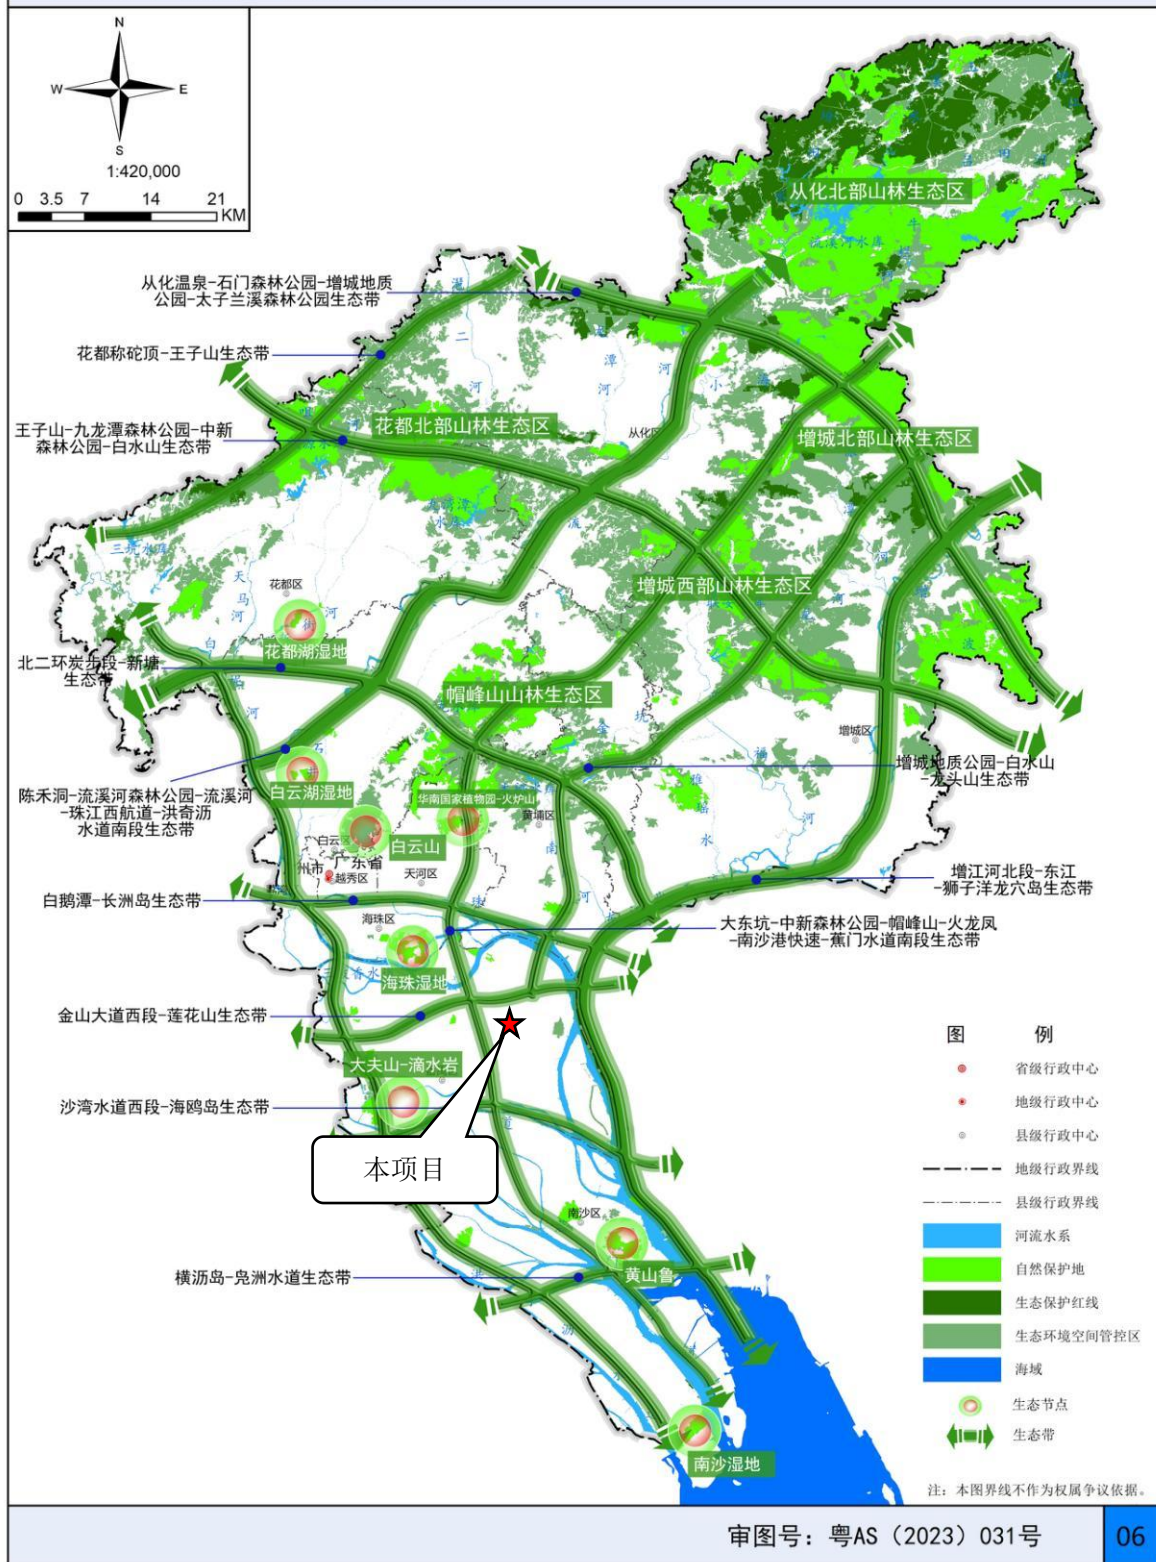 N
W
E
S
1:420,000
0 3.5 7 14 21 KM
从化北部山林生态区
流溪河水库
从化温泉-石门森林公园-增城地质
公园-太子兰溪森林公园生态带
花都称砣顶-王子山生态带
王子山-九龙潭森林公园-中新
森林公园-白水山生态带
花都北部山林生态区
从化区
增城北部山林生态区
三坑水库
天
马
河
花都区
增城西部山林生态区
花都湖湿地
北二环炭步段-新塘
生态带
帽峰山山林生态区
增城区
增城地质公园-白水山
-龙头山生态带
陈禾洞-流溪河森林公园-流溪河
-珠江西航道-洪奇沥
水道南段生态带
白云湖湿地
华南国家植物园-火炉山
黄埔区
白云区
白云山
广东省
州市
越秀区
天河区
增江河北段-东江
-狮子洋龙穴岛生态带
白鹅潭-长洲岛生态带
海珠区
大东坑-中新森林公园-帽峰山-火龙凤
-南沙港快速-蕉门水道南段生态带
海珠湿地
金山大道西段-莲花山生态带
大夫山-滴水岩
沙湾水道西段-海鸥岛生态带
本项目
南沙区
黄山鲁
横沥岛-凫洲水道生态带
南沙湿地
图 例
省级行政中心
地级行政中心
县级行政中心
地级行政界线
县级行政界线
河流水系
自然保护地
生态保护红线
生态环境空间管控区
海域
生态节点
生态带
注: 本图界线不作为权属争议依据。
审图号: 粤AS（2023）031号
06